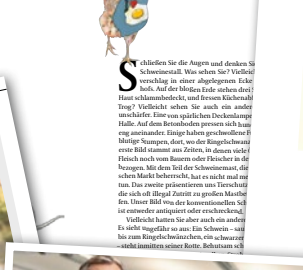 Schließen Sie die Augen und denken Si
Schweinestall. Was sehen Sie? Vielleich
verschlag in einer abgelegenen Ecke
hofs. Auf der bloßen Erde stehen drei S
Haut schlammbedeckt, und fressen Küchenabf
Trog? Vielleicht sehen Sie auch ein ander
unschärfer. Eine von spärlichen Deckenlampe
Halle. Auf dem Betonboden pressen sich hun
eng aneinander. Einige haben geschwollene F
blutige Stumpen, dort, wo der Ringelschwanz
erste Bild stammt aus Zeiten, in denen viele
Fleisch noch vom Bauern oder Fleischer in de
bezogen. Mit dem Teil der Schweinemast, die
schen Markt beherrscht, hat es nicht mal me
tun. Das zweite präsentieren uns Tierschutz
die sich oft illegal Zutritt zu großen Mastbe
fen. Unser Bild von der konventionellen Sch
ist entweder antiquiert oder erschreckend.
Vielleicht hatten Sie aber auch ein andere
Es sieht ungefähr so aus: Ein Schwein – sau
bis zum Ringelschwänzchen, ein schwarzer
– steht inmitten seiner Rotte. Behutsam sch